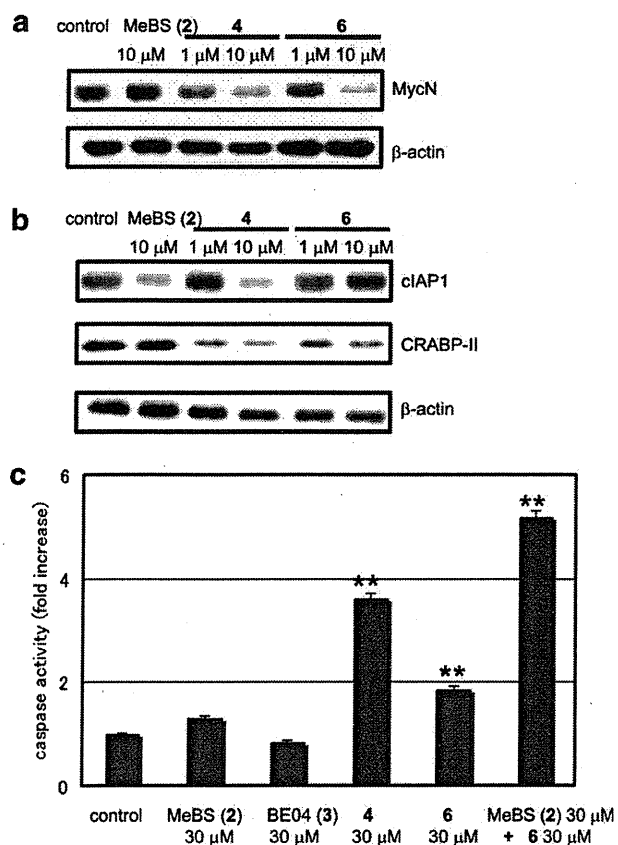 a
control MeBS (2) 4 6
10 μM 1 μM 10 μM 1 μM 10 μM
MycN
β-actin
b
control MeBS (2) 4 6
10 μM 1 μM 10 μM 1 μM 10 μM
cIAP1
CRABP-II
β-actin
c
caspase activity (fold increase)
6
4
2
0
** ** **
control MeBS (2) BE04 (3) 4 6 MeBS (2) 30 μM
30 μM 30 μM 30 μM 30 μM + 6 30 μM